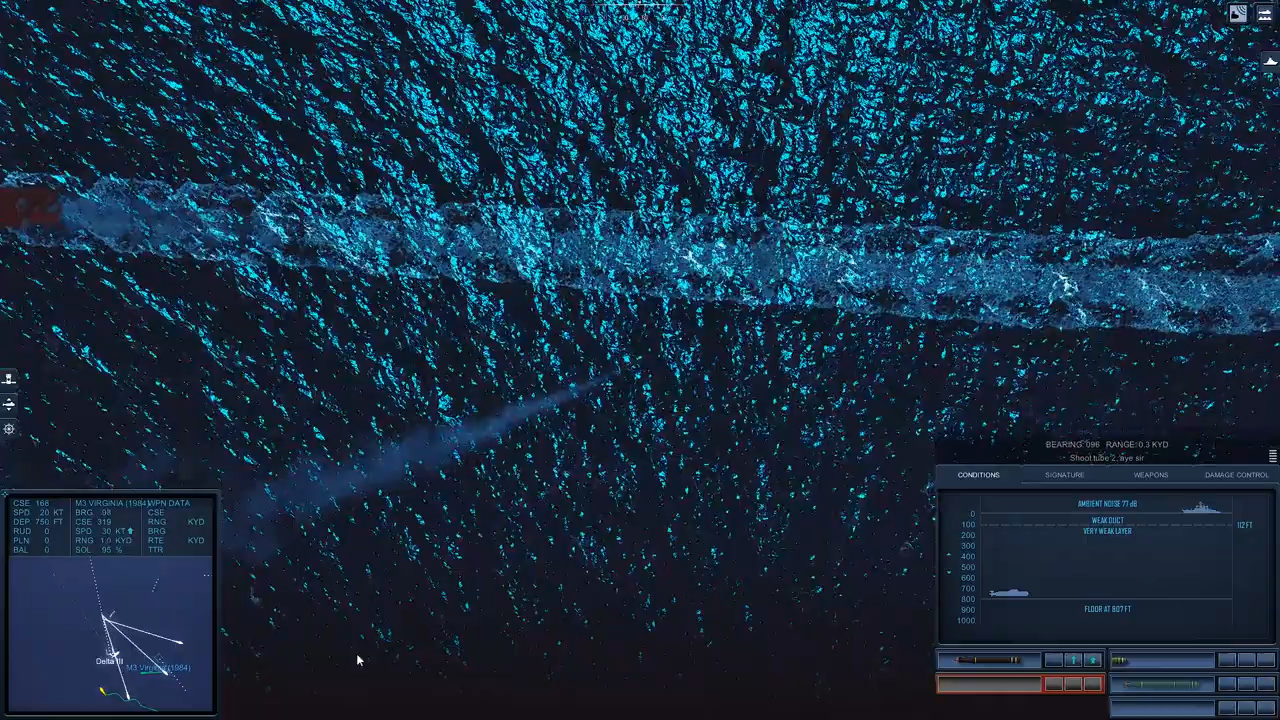 BEARING: 096 RANGE: 0.3 KYD
Shoot tube 2, aye sir
CONDITIONS SIGNATURE WEAPONS DAMAGE CONTROL
AMBIENT NOISE 77 dB
WEAK DUCT
VERY WEAK LAYER
112 FT
0
100
200
300
400
500
600
700
800
900
1000
FLOOR AT 807 FT
CSE 168 M3 VIRGINIA (1984) WPN DATA
SPD 20 KT BRG 98 CSE
DEP 750 FT CSE 319 RNG KYD
RUD 0 SPD 30 KT BRG
PLN 0 RNG 1.0 KYD RTE KYD
BAL 0 SOL 95 % TTR
Delta III
M3 Virginia (1984)